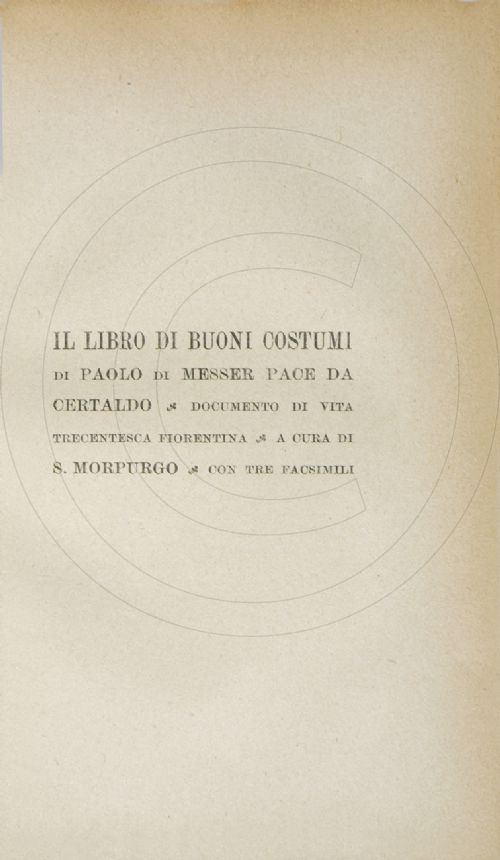 IL LIBRO DI BUONI COSTUMI
DI PAOLO DI MESSER PACE DA
CERTALDO ☙ DOCUMENTO DI VITA
TRECENTESCA FIORENTINA ☙ A CURA DI
S. MORPURGO ☙ CON TRE FACSIMILI